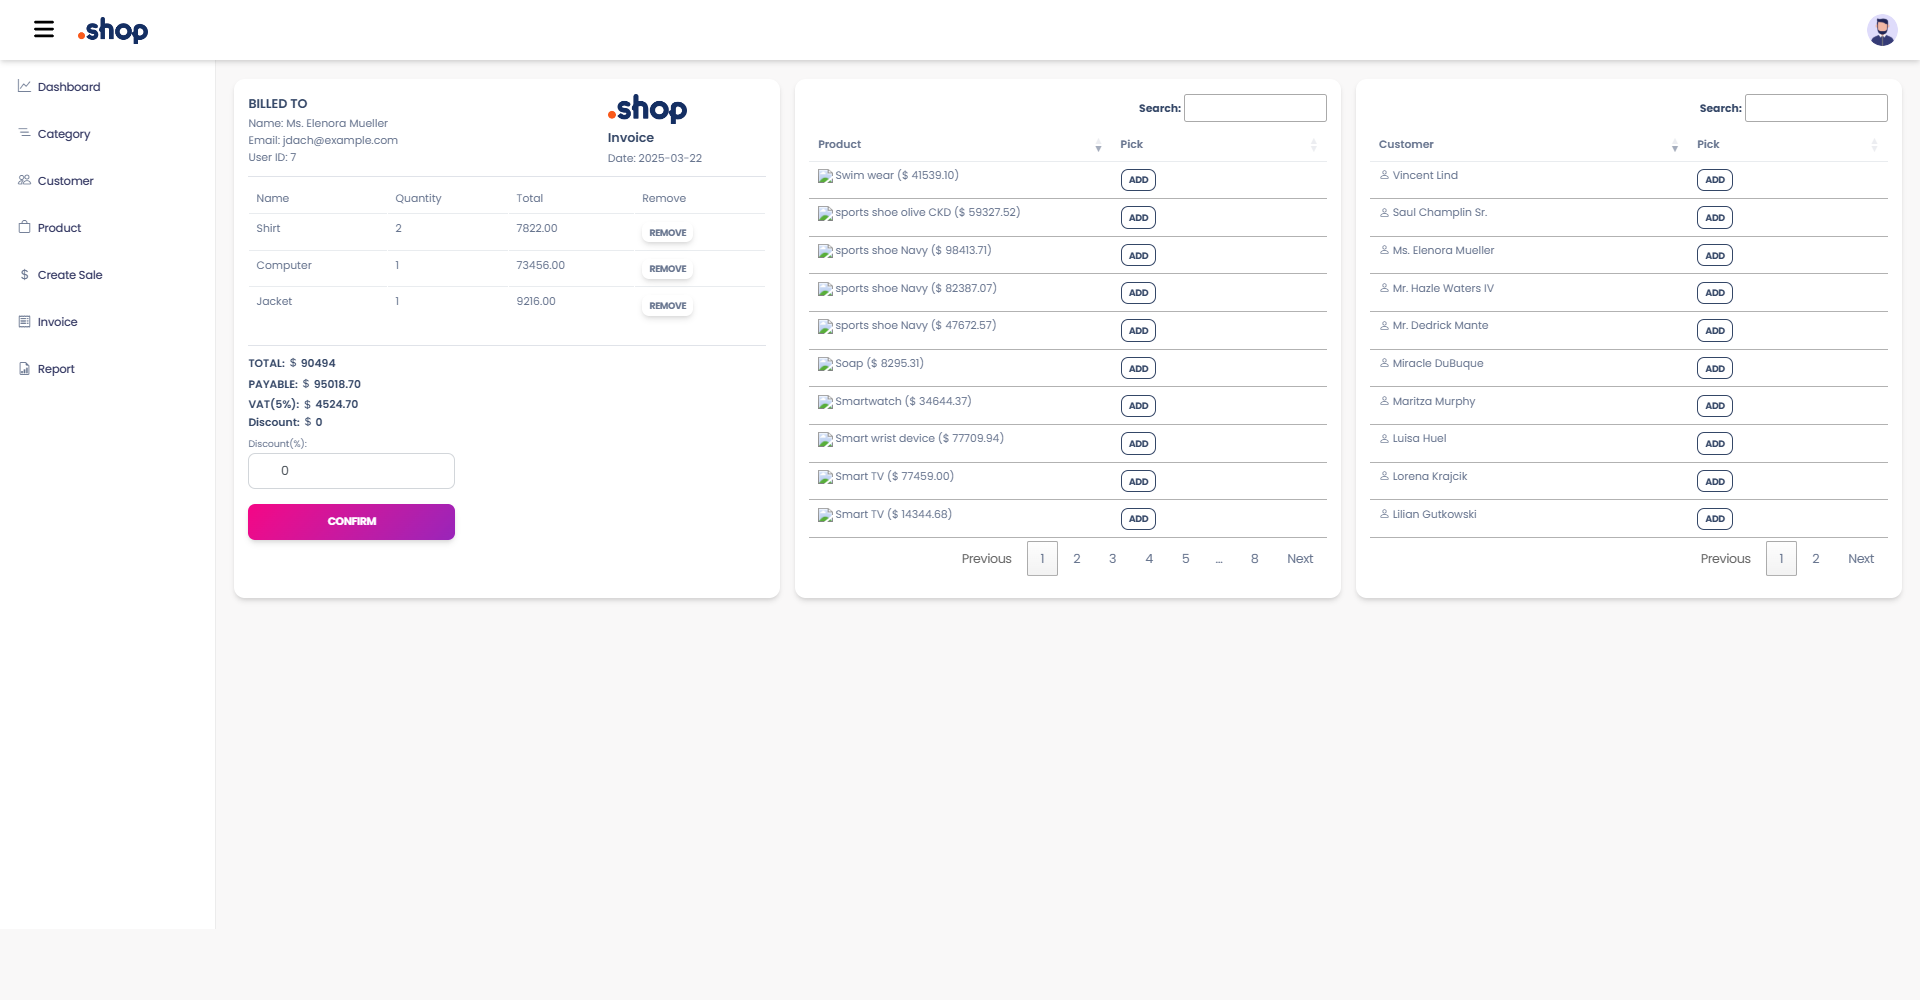 .shop
Dashboard
Category
Customer
Product
$ Create Sale
Invoice
Report
BILLED TO
Name: Ms. Elenora Mueller
Email: jdach@example.com
User ID: 7
.shop
Invoice
Date: 2025-03-22
Name Quantity Total Remove
Shirt 2 7822.00 REMOVE
Computer 1 73456.00 REMOVE
Jacket 1 9216.00 REMOVE
TOTAL: $ 90494
PAYABLE: $ 95018.70
VAT(5%): $ 4524.70
Discount: $ 0
Discount(%):
0
CONFIRM
Search:
Product Pick
Swim wear ($ 41539.10) ADD
sports shoe olive CKD ($ 59327.52) ADD
sports shoe Navy ($ 98413.71) ADD
sports shoe Navy ($ 82387.07) ADD
sports shoe Navy ($ 47672.57) ADD
Soap ($ 8295.31) ADD
Smartwatch ($ 34644.37) ADD
Smart wrist device ($ 77709.94) ADD
Smart TV ($ 77459.00) ADD
Smart TV ($ 14344.68) ADD
Previous 1 2 3 4 5 … 8 Next
Search:
Customer Pick
Vincent Lind ADD
Saul Champlin Sr. ADD
Ms. Elenora Mueller ADD
Mr. Hazle Waters IV ADD
Mr. Dedrick Mante ADD
Miracle DuBuque ADD
Maritza Murphy ADD
Luisa Huel ADD
Lorena Krajcik ADD
Lilian Gutkowski ADD
Previous 1 2 Next